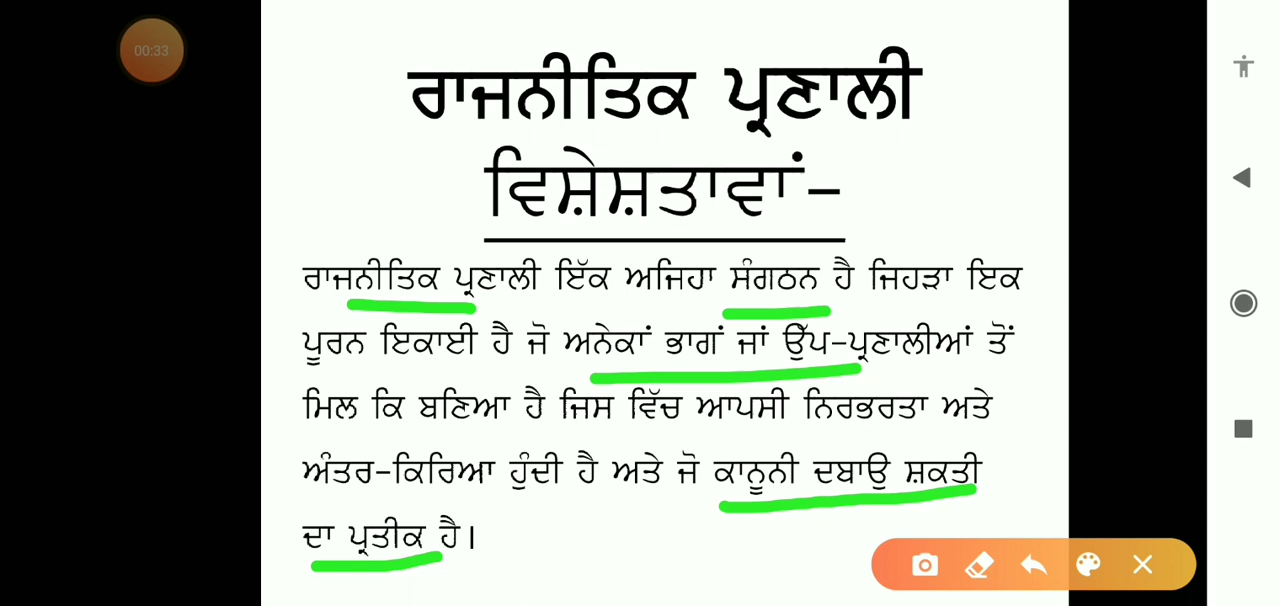 00:33
ਰਾਜਨੀਤਿਕ ਪ੍ਰਣਾਲੀ
ਵਿਸ਼ੇਸ਼ਤਾਵਾਂ-
ਰਾਜਨੀਤਿਕ ਪ੍ਰਣਾਲੀ ਇੱਕ ਅਜਿਹਾ ਸੰਗਠਨ ਹੈ ਜਿਹੜਾ ਇਕ
ਪੂਰਨ ਇਕਾਈ ਹੈ ਜੋ ਅਨੇਕਾਂ ਭਾਗਾਂ ਜਾਂ ਉੱਪ-ਪ੍ਰਣਾਲੀਆਂ ਤੋਂ
ਮਿਲ ਕਿ ਬਣਿਆ ਹੈ ਜਿਸ ਵਿੱਚ ਆਪਸੀ ਨਿਰਭਰਤਾ ਅਤੇ
ਅੰਤਰ-ਕਿਰਿਆ ਹੁੰਦੀ ਹੈ ਅਤੇ ਜੋ ਕਾਨੂੰਨੀ ਦਬਾਉ ਸ਼ਕਤੀ
ਦਾ ਪ੍ਰਤੀਕ ਹੈ।